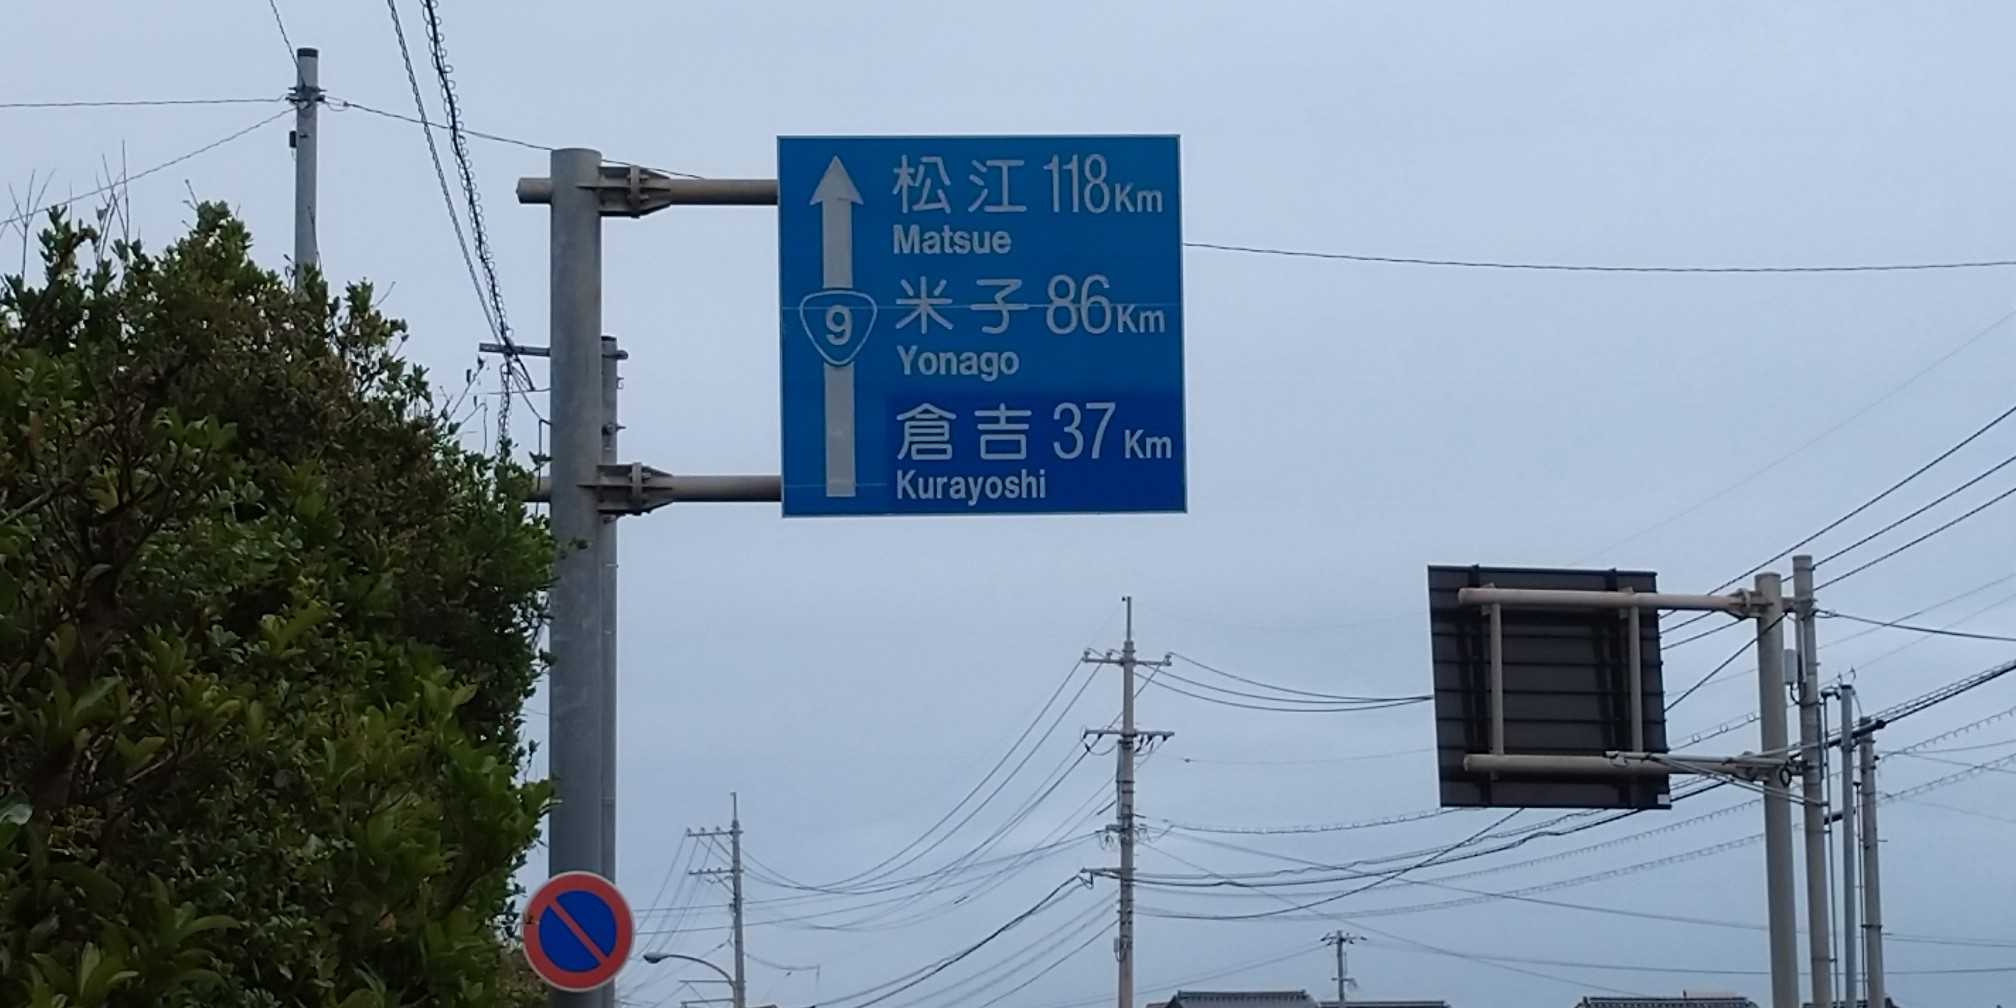 松江 118Km
Matsue
米子 86Km
Yonago
9
倉吉 37Km
Kurayoshi